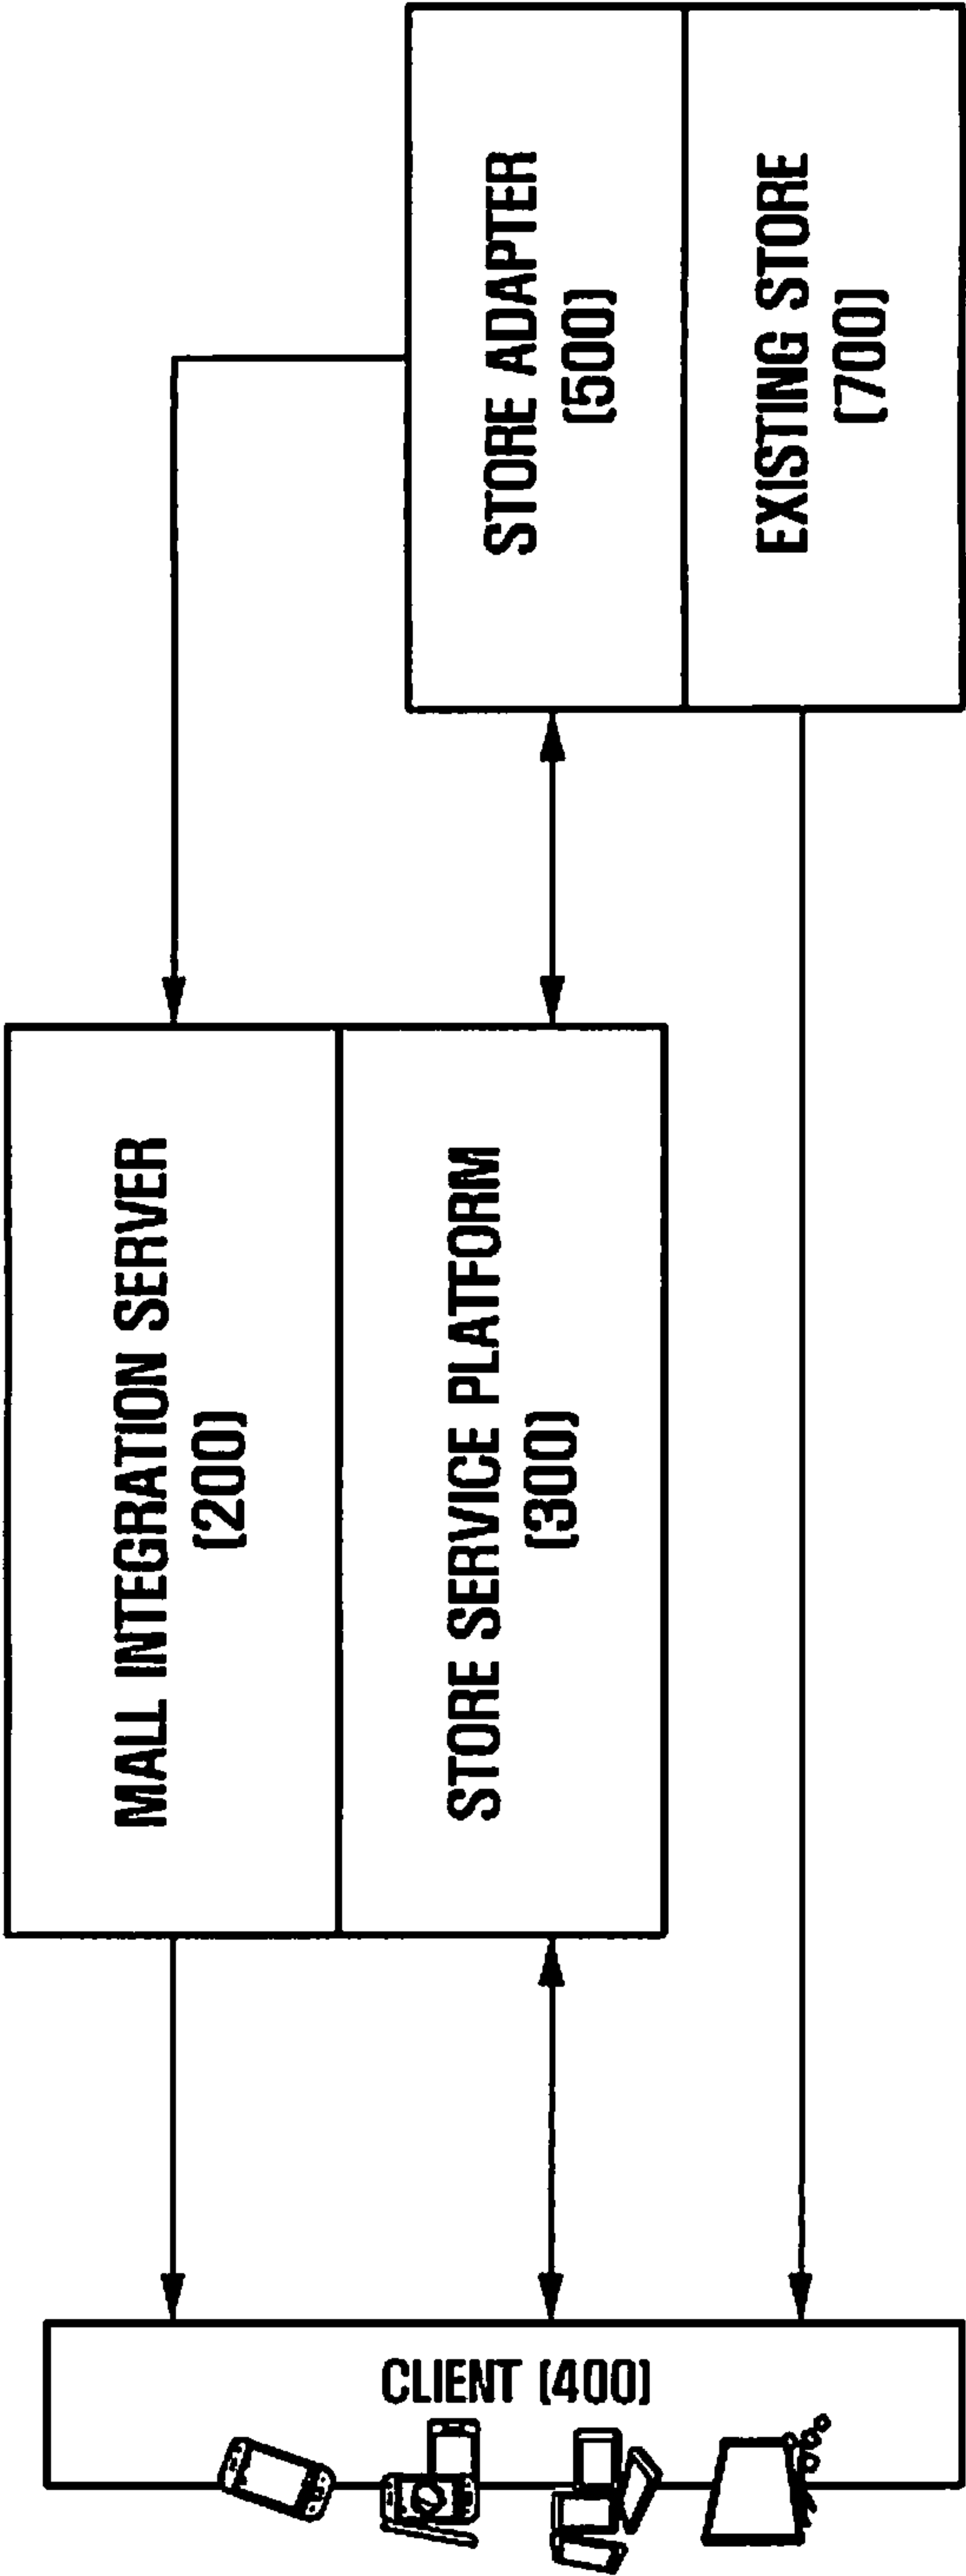 MALL INTEGRATION SERVER
(200)
STORE SERVICE PLATFORM
(300)
STORE ADAPTER
(500)
EXISTING STORE
(700)
CLIENT (400)